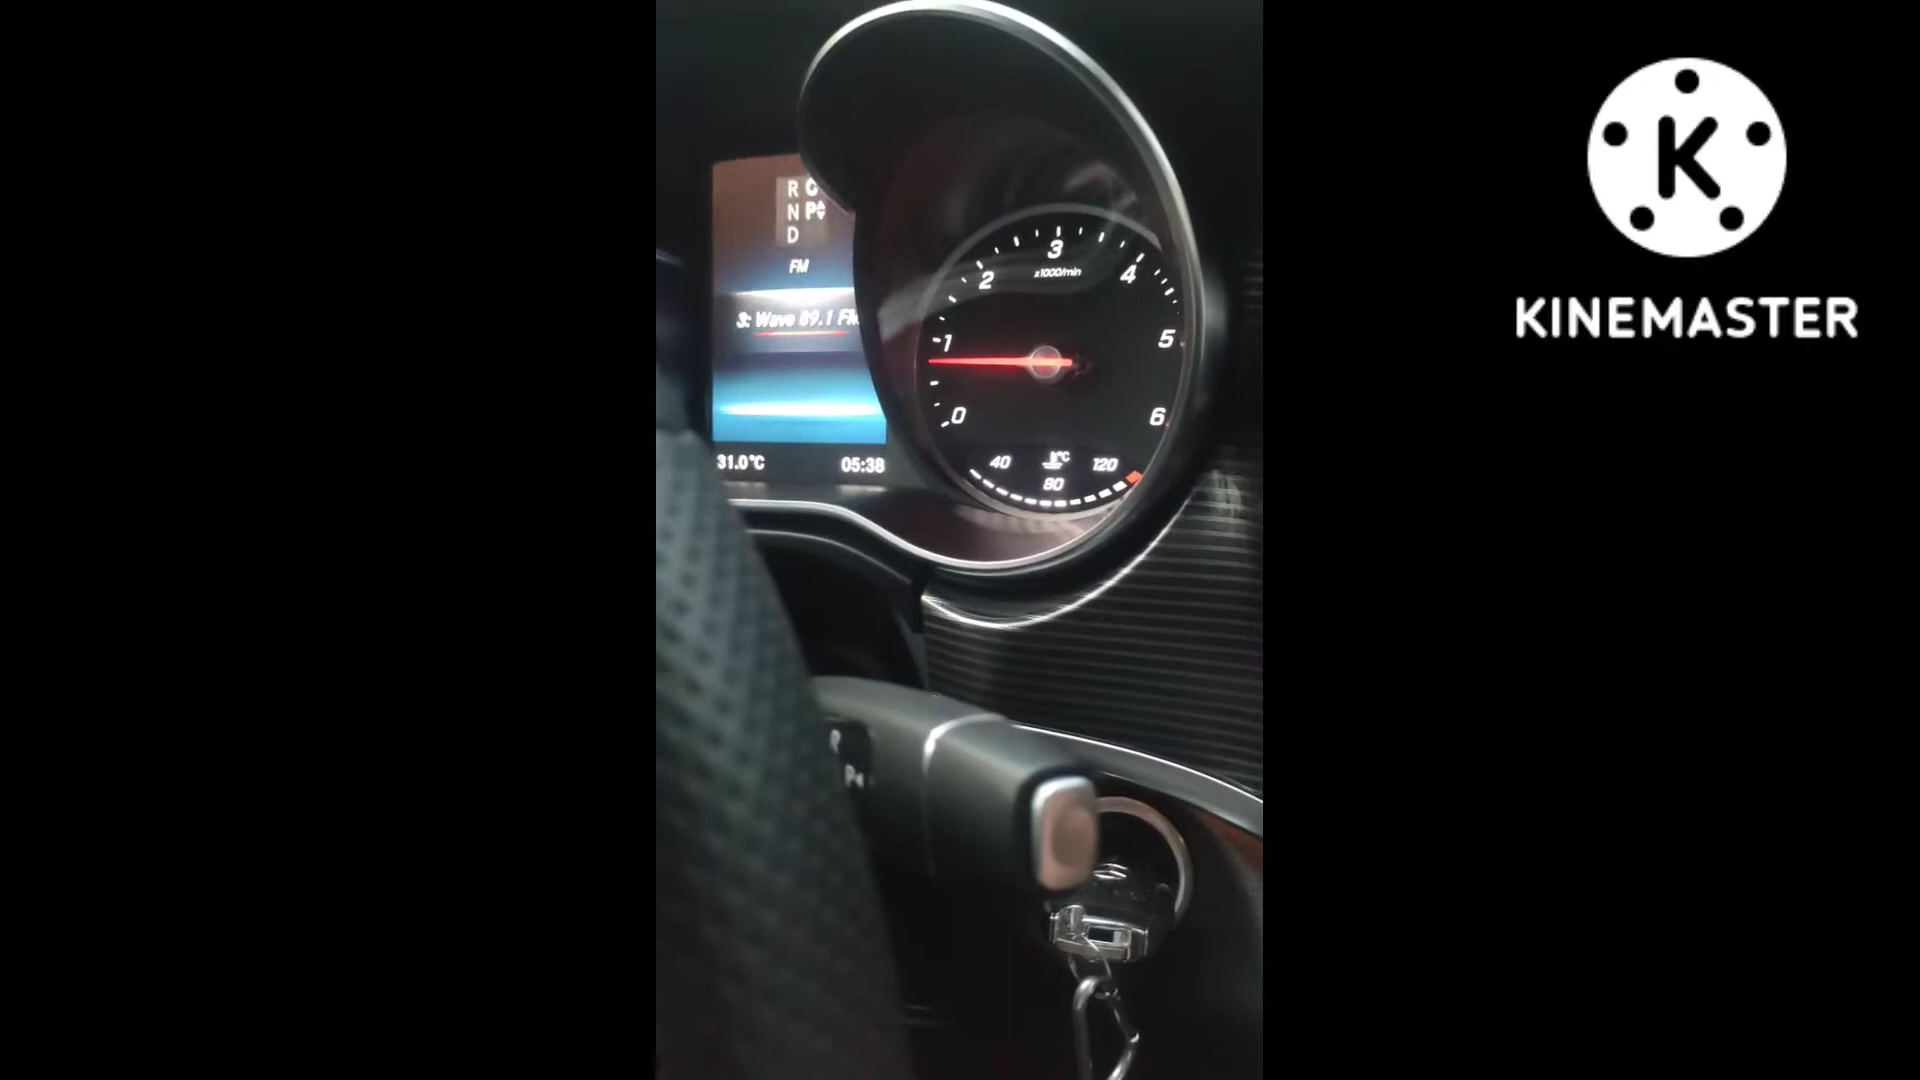 R C
N P
D
FM
3: Wave 89.1 FM
31.0°C
05:38
0
1
2
3
4
5
6
x1000/min
40
°C
120
80
R
P
K
KINEMASTER